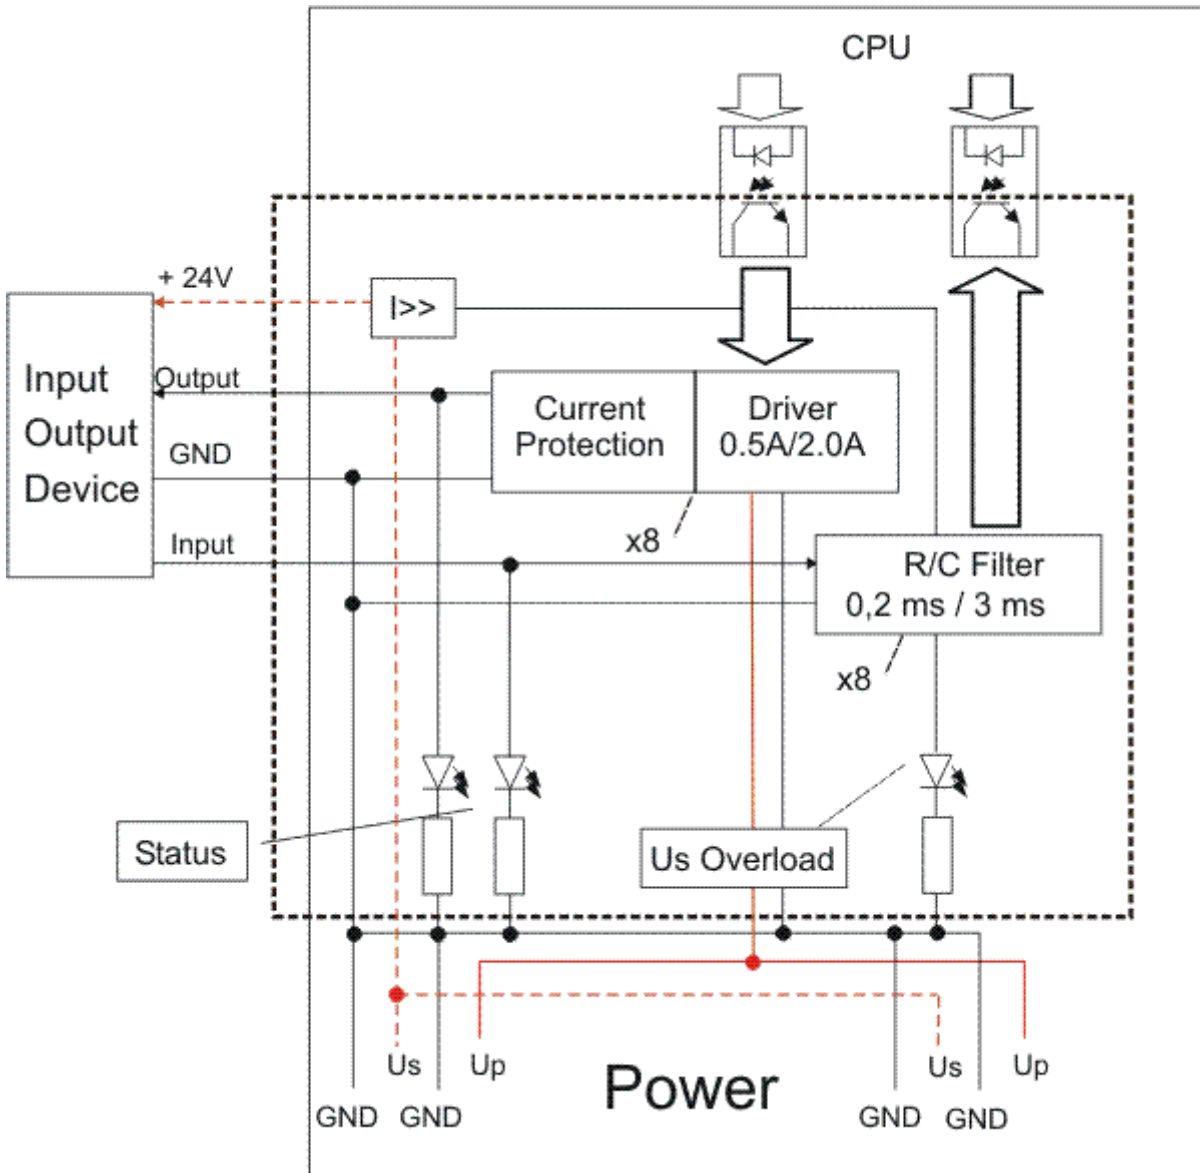 CPU
+ 24V
I>>
Input
Output
Device
Output
GND
Input
Current
Protection
Driver
0.5A/2.0A
x8
R/C Filter
0,2 ms / 3 ms
x8
Status
Us Overload
Us
Up
Us
Up
Power
GND
GND
GND
GND